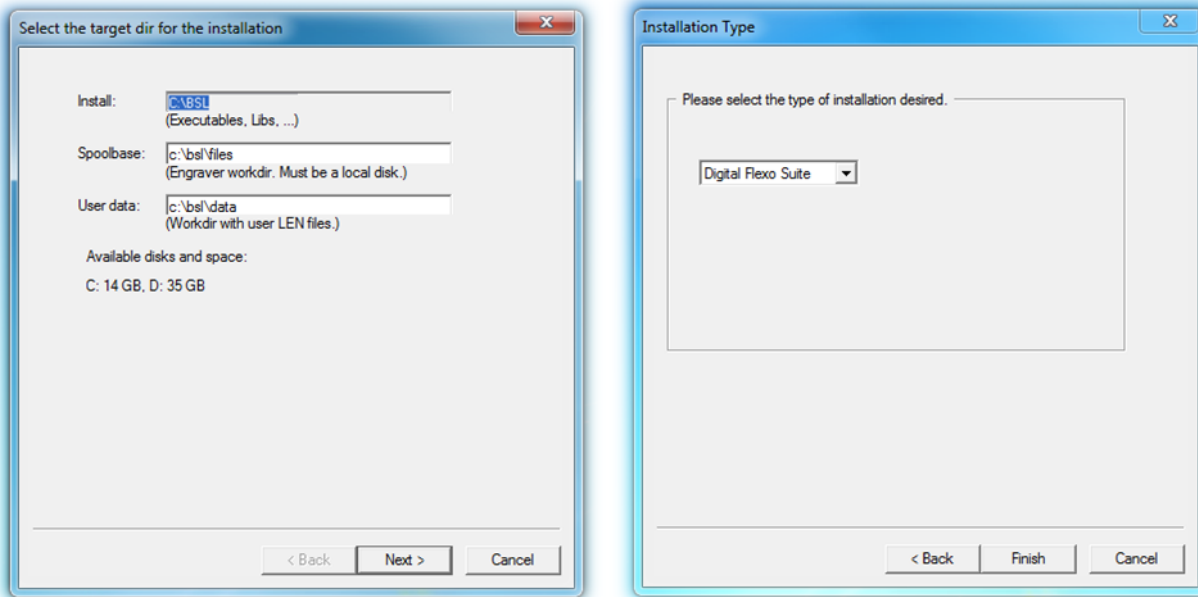 Select the target dir for the installation
Install: C:\BSL
(Executables, Libs, ...)
Spoolbase: c:\bsl\files
(Engraver workdir. Must be a local disk.)
User data: c:\bsl\data
(Workdir with user LEN files.)
Available disks and space:
C: 14 GB, D: 35 GB
< Back Next > Cancel
Installation Type
Please select the type of installation desired.
Digital Flexo Suite
< Back Finish Cancel